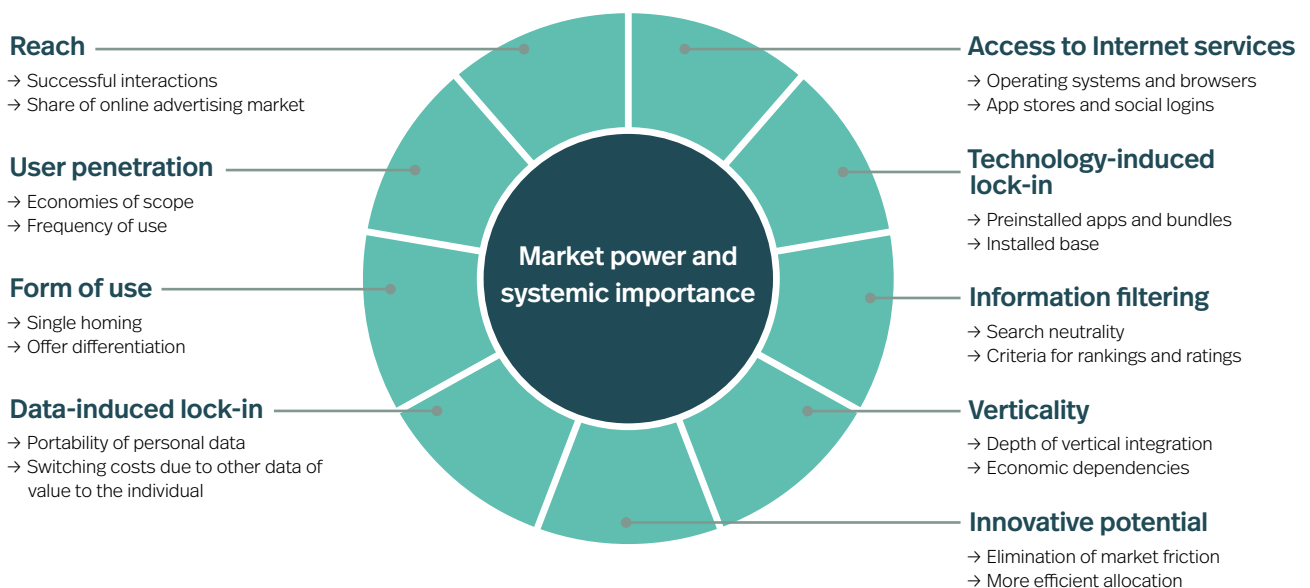 Reach
→ Successful interactions
→ Share of online advertising market
User penetration
→ Economies of scope
→ Frequency of use
Form of use
→ Single homing
→ Offer differentiation
Data-induced lock-in
→ Portability of personal data
→ Switching costs due to other data of
value to the individual
Market power and
systemic importance
Access to Internet services
→ Operating systems and browsers
→ App stores and social logins
Technology-induced
lock-in
→ Preinstalled apps and bundles
→ Installed base
Information filtering
→ Search neutrality
→ Criteria for rankings and ratings
Verticality
→ Depth of vertical integration
→ Economic dependencies
Innovative potential
→ Elimination of market friction
→ More efficient allocation